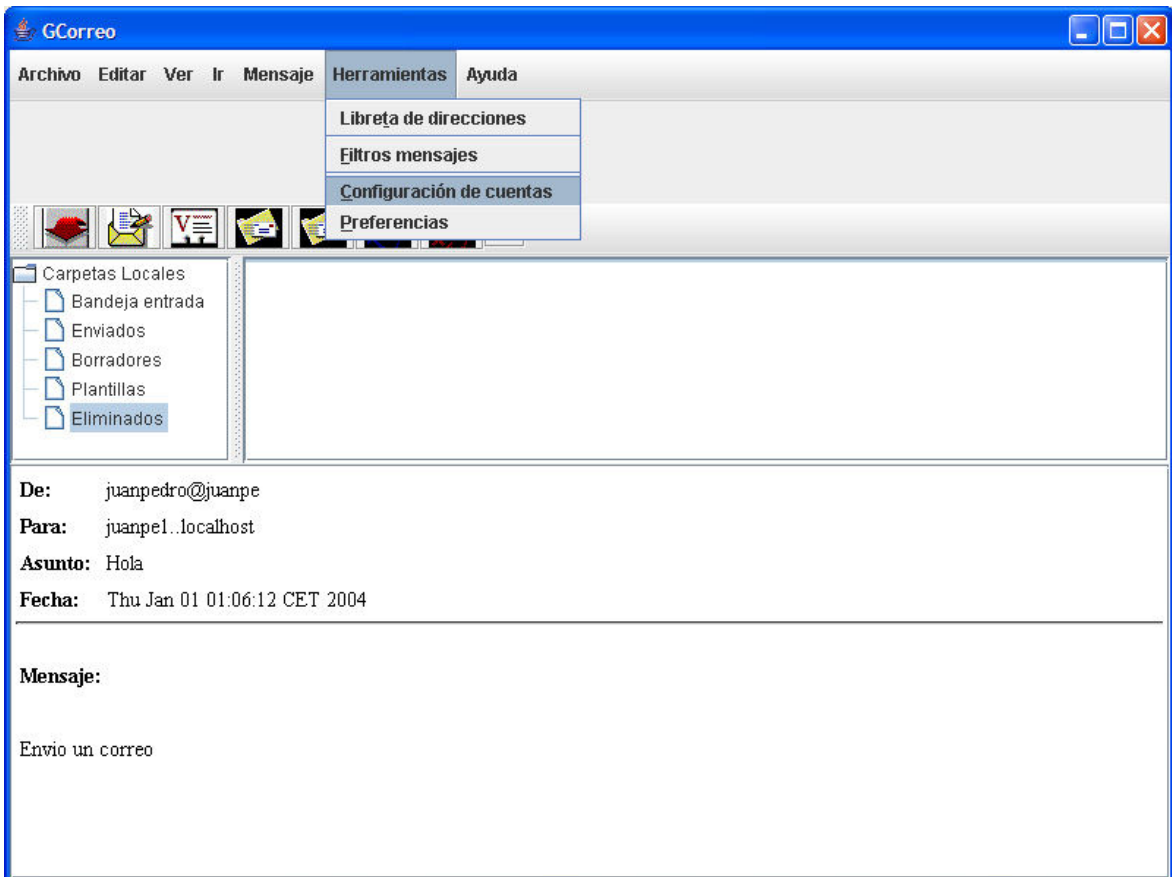 GCorreo
Archivo Editar Ver Ir Mensaje Herramientas Ayuda
Libreta de direcciones
Filtros mensajes
Configuración de cuentas
Preferencias
Carpetas Locales
Bandeja entrada
Enviados
Borradores
Plantillas
Eliminados
De: juanpedro@juanpe
Para: juanpe1..localhost
Asunto: Hola
Fecha: Thu Jan 01 01:06:12 CET 2004
Mensaje:
Envio un correo